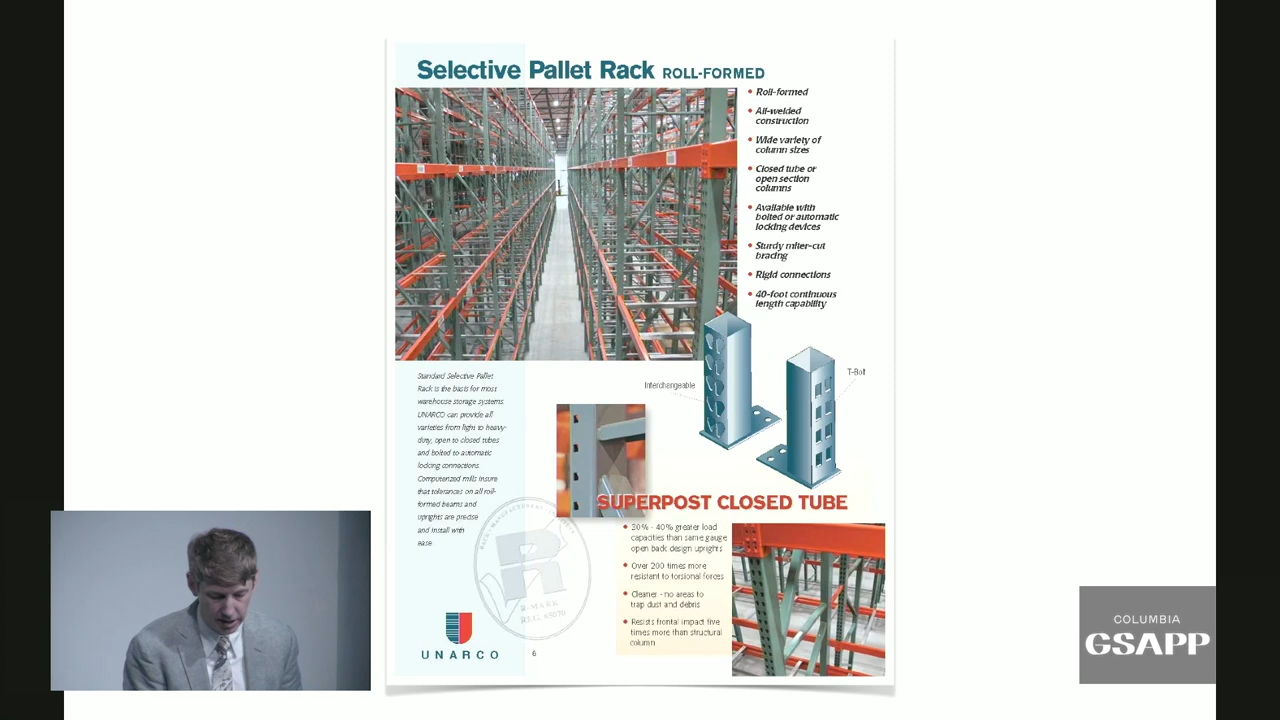 Selective Pallet Rack ROLL-FORMED
• Roll-formed
• All-welded
construction
• Wide variety of
column sizes
• Closed tube or
open section
columns
• Available with
bolted or automatic
locking devices
• Sturdy miter-cut
bracing
• Rigid connections
• 40-foot continuous
length capability
Interchangeable
T-Bolt
Standard Selective Pallet
Rack is the basis for most
warehouse storage systems.
UNARCO can provide all
varieties from light to heavy-
duty, open to closed tubes
and bolted to automatic
locking connections.
Computerized mills insure
that tolerances on all roll-
formed beams and
uprights are precise
and install with
ease.
SUPERPOST CLOSED TUBE
• 30% - 40% greater load
capacities than same gauge
open back design uprights
• Over 200 times more
resistant to torsional forces
• Cleaner - no areas to
trap dust and debris
• Resists frontal impact five
times more than structural
column
R
R-MARK
UNARCO
6
COLUMBIA
GSAPP